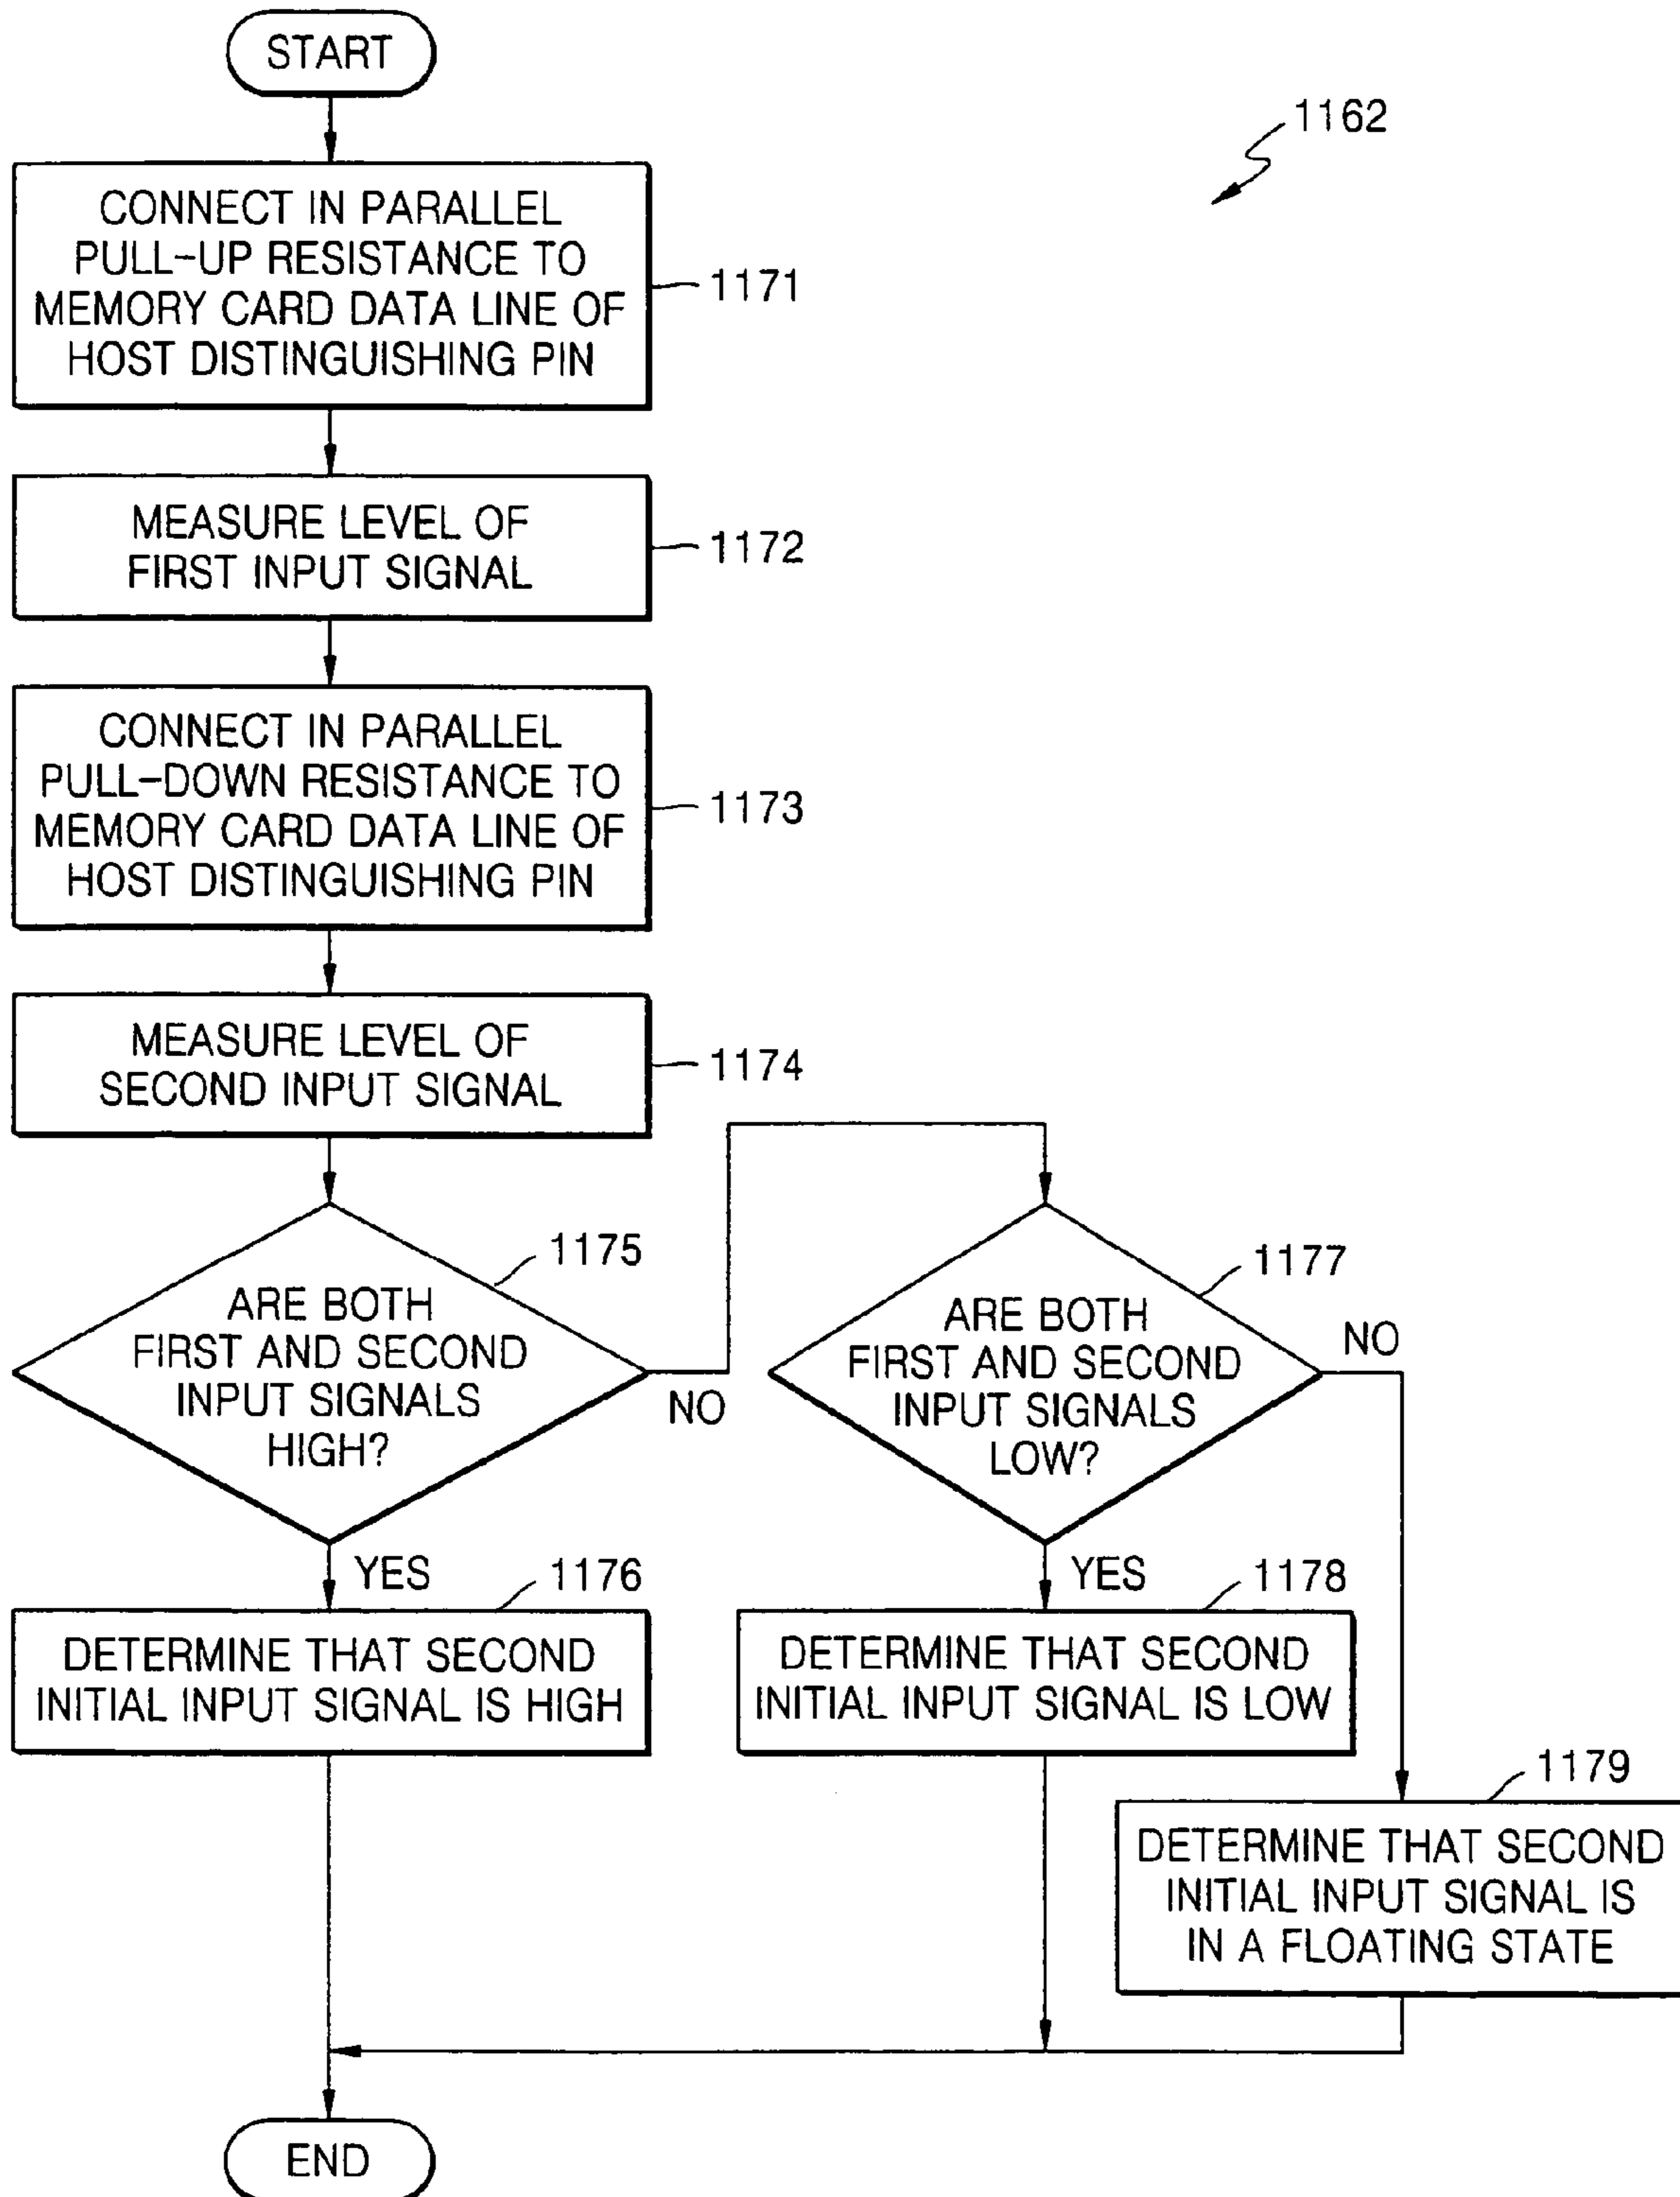 START
1162
CONNECT IN PARALLEL
PULL-UP RESISTANCE TO
MEMORY CARD DATA LINE OF
HOST DISTINGUISHING PIN
1171
MEASURE LEVEL OF
FIRST INPUT SIGNAL
1172
CONNECT IN PARALLEL
PULL-DOWN RESISTANCE TO
MEMORY CARD DATA LINE OF
HOST DISTINGUISHING PIN
1173
MEASURE LEVEL OF
SECOND INPUT SIGNAL
1174
1175
ARE BOTH
FIRST AND SECOND
INPUT SIGNALS
HIGH?
NO
YES
1176
DETERMINE THAT SECOND
INITIAL INPUT SIGNAL IS HIGH
1177
ARE BOTH
FIRST AND SECOND
INPUT SIGNALS
LOW?
NO
YES
1178
DETERMINE THAT SECOND
INITIAL INPUT SIGNAL IS LOW
1179
DETERMINE THAT SECOND
INITIAL INPUT SIGNAL IS
IN A FLOATING STATE
END